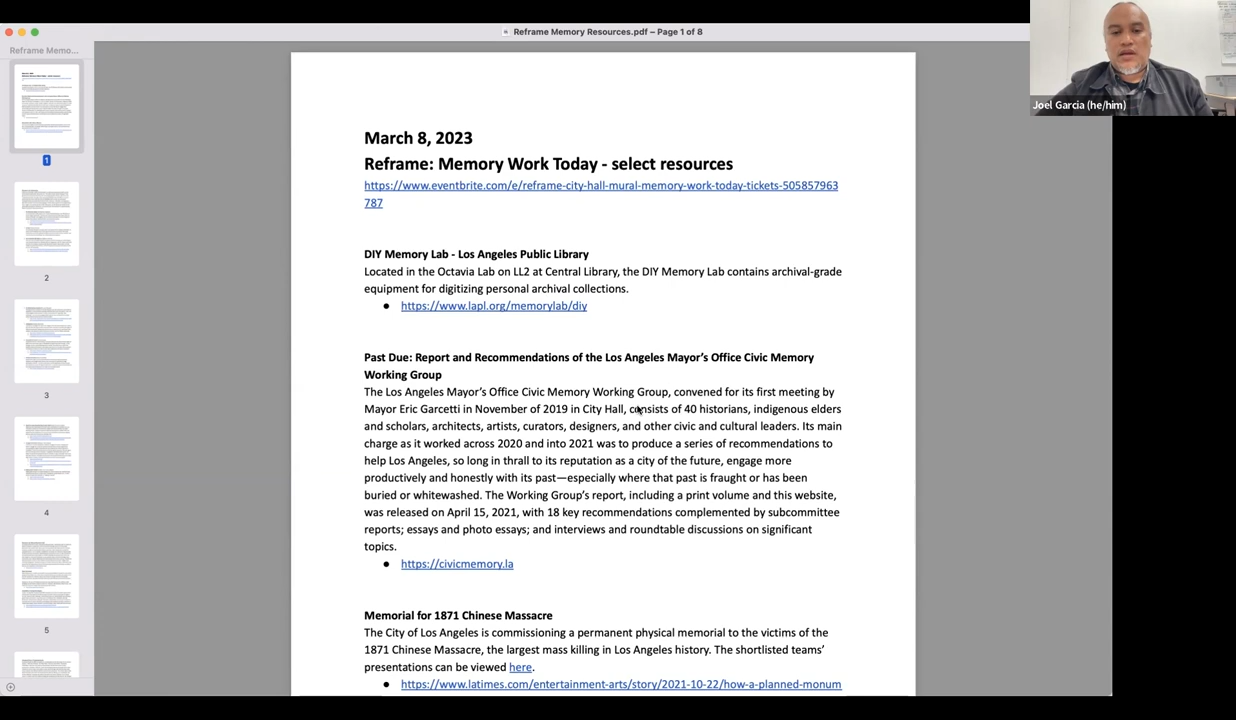 Reframe Memory Resources.pdf – Page 1 of 8
Reframe Memo...
Joel Garcia (he/him)
March 8, 2023
Reframe: Memory Work Today - select resources
https://www.eventbrite.com/e/reframe-city-hall-mural-memory-work-today-tickets-505857963
787
DIY Memory Lab - Los Angeles Public Library
Located in the Octavia Lab on LL2 at Central Library, the DIY Memory Lab contains archival-grade
equipment for digitizing personal archival collections.
● https://www.lapl.org/memorylab/diy
Past Due: Report and Recommendations of the Los Angeles Mayor’s Office Civic Memory
Working Group
The Los Angeles Mayor’s Office Civic Memory Working Group, convened for its first meeting by
Mayor Eric Garcetti in November of 2019 in City Hall, consists of 40 historians, indigenous elders
and scholars, architects, artists, curators, designers, and other civic and cultural leaders. Its main
charge as it worked across 2020 and into 2021 was to produce a series of recommendations to
help Los Angeles, so long in thrall to its reputation as a city of the future, engage more
productively and honestly with its past—especially where that past is fraught or has been
buried or whitewashed. The Working Group’s report, including a print volume and this website,
was released on April 15, 2021, with 18 key recommendations complemented by subcommittee
reports; essays and photo essays; and interviews and roundtable discussions on significant
topics.
● https://civicmemory.la
Memorial for 1871 Chinese Massacre
The City of Los Angeles is commissioning a permanent physical memorial to the victims of the
1871 Chinese Massacre, the largest mass killing in Los Angeles history. The shortlisted teams’
presentations can be viewed here.
● https://www.latimes.com/entertainment-arts/story/2021-10-22/how-a-planned-monum
1
2
3
4
5